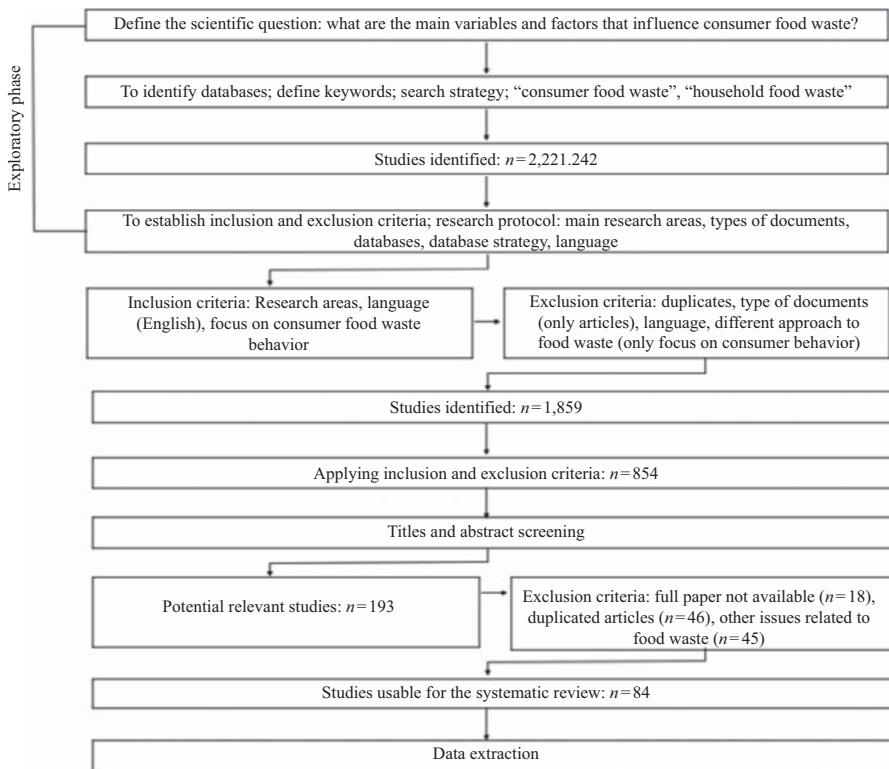 Exploratory phase
Define the scientific question: what are the main variables and factors that influence consumer food waste?
To identify databases; define keywords; search strategy; “consumer food waste”, “household food waste”
Studies identified: n=2,221.242
To establish inclusion and exclusion criteria; research protocol: main research areas, types of documents,
databases, database strategy, language
Inclusion criteria: Research areas, language
(English), focus on consumer food waste
behavior
Exclusion criteria: duplicates, type of documents
(only articles), language, different approach to
food waste (only focus on consumer behavior)
Studies identified: n=1,859
Applying inclusion and exclusion criteria: n=854
Titles and abstract screening
Potential relevant studies: n=193
Exclusion criteria: full paper not available (n=18),
duplicated articles (n=46), other issues related to
food waste (n=45)
Studies usable for the systematic review: n=84
Data extraction